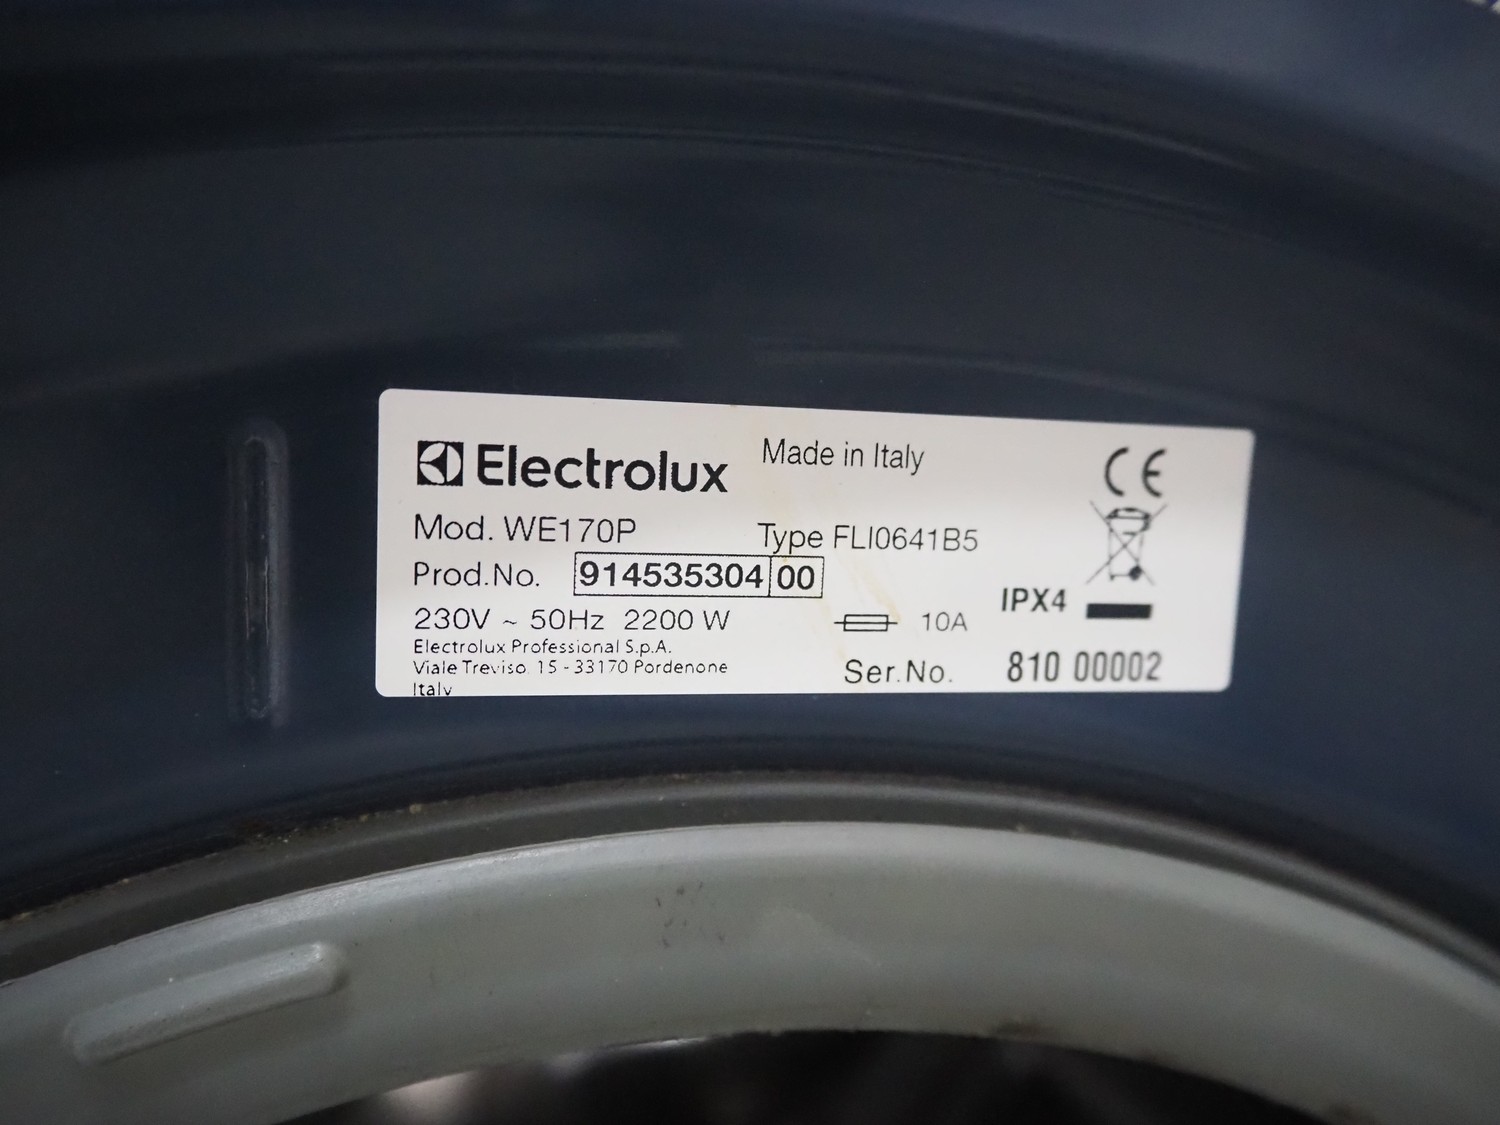 Electrolux Made in Italy
CE
Mod. WE170P Type FLI0641B5
Prod.No. 914535304 00
230V ~ 50Hz 2200 W 10A IPX4
Electrolux Professional S.p.A.
Viale Treviso 15 - 33170 Pordenone
Italy
Ser.No. 810 00002